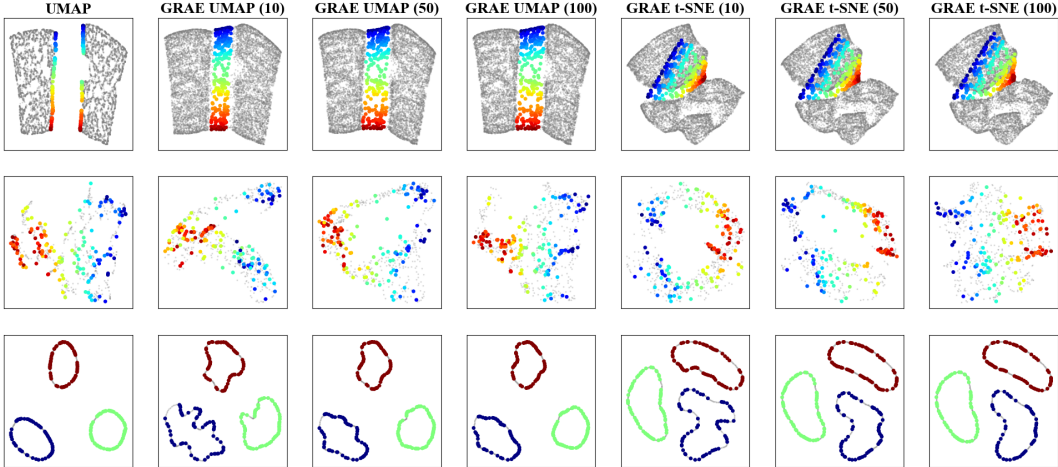 UMAP
GRAE UMAP (10)
GRAE UMAP (50)
GRAE UMAP (100)
GRAE t-SNE (10)
GRAE t-SNE (50)
GRAE t-SNE (100)